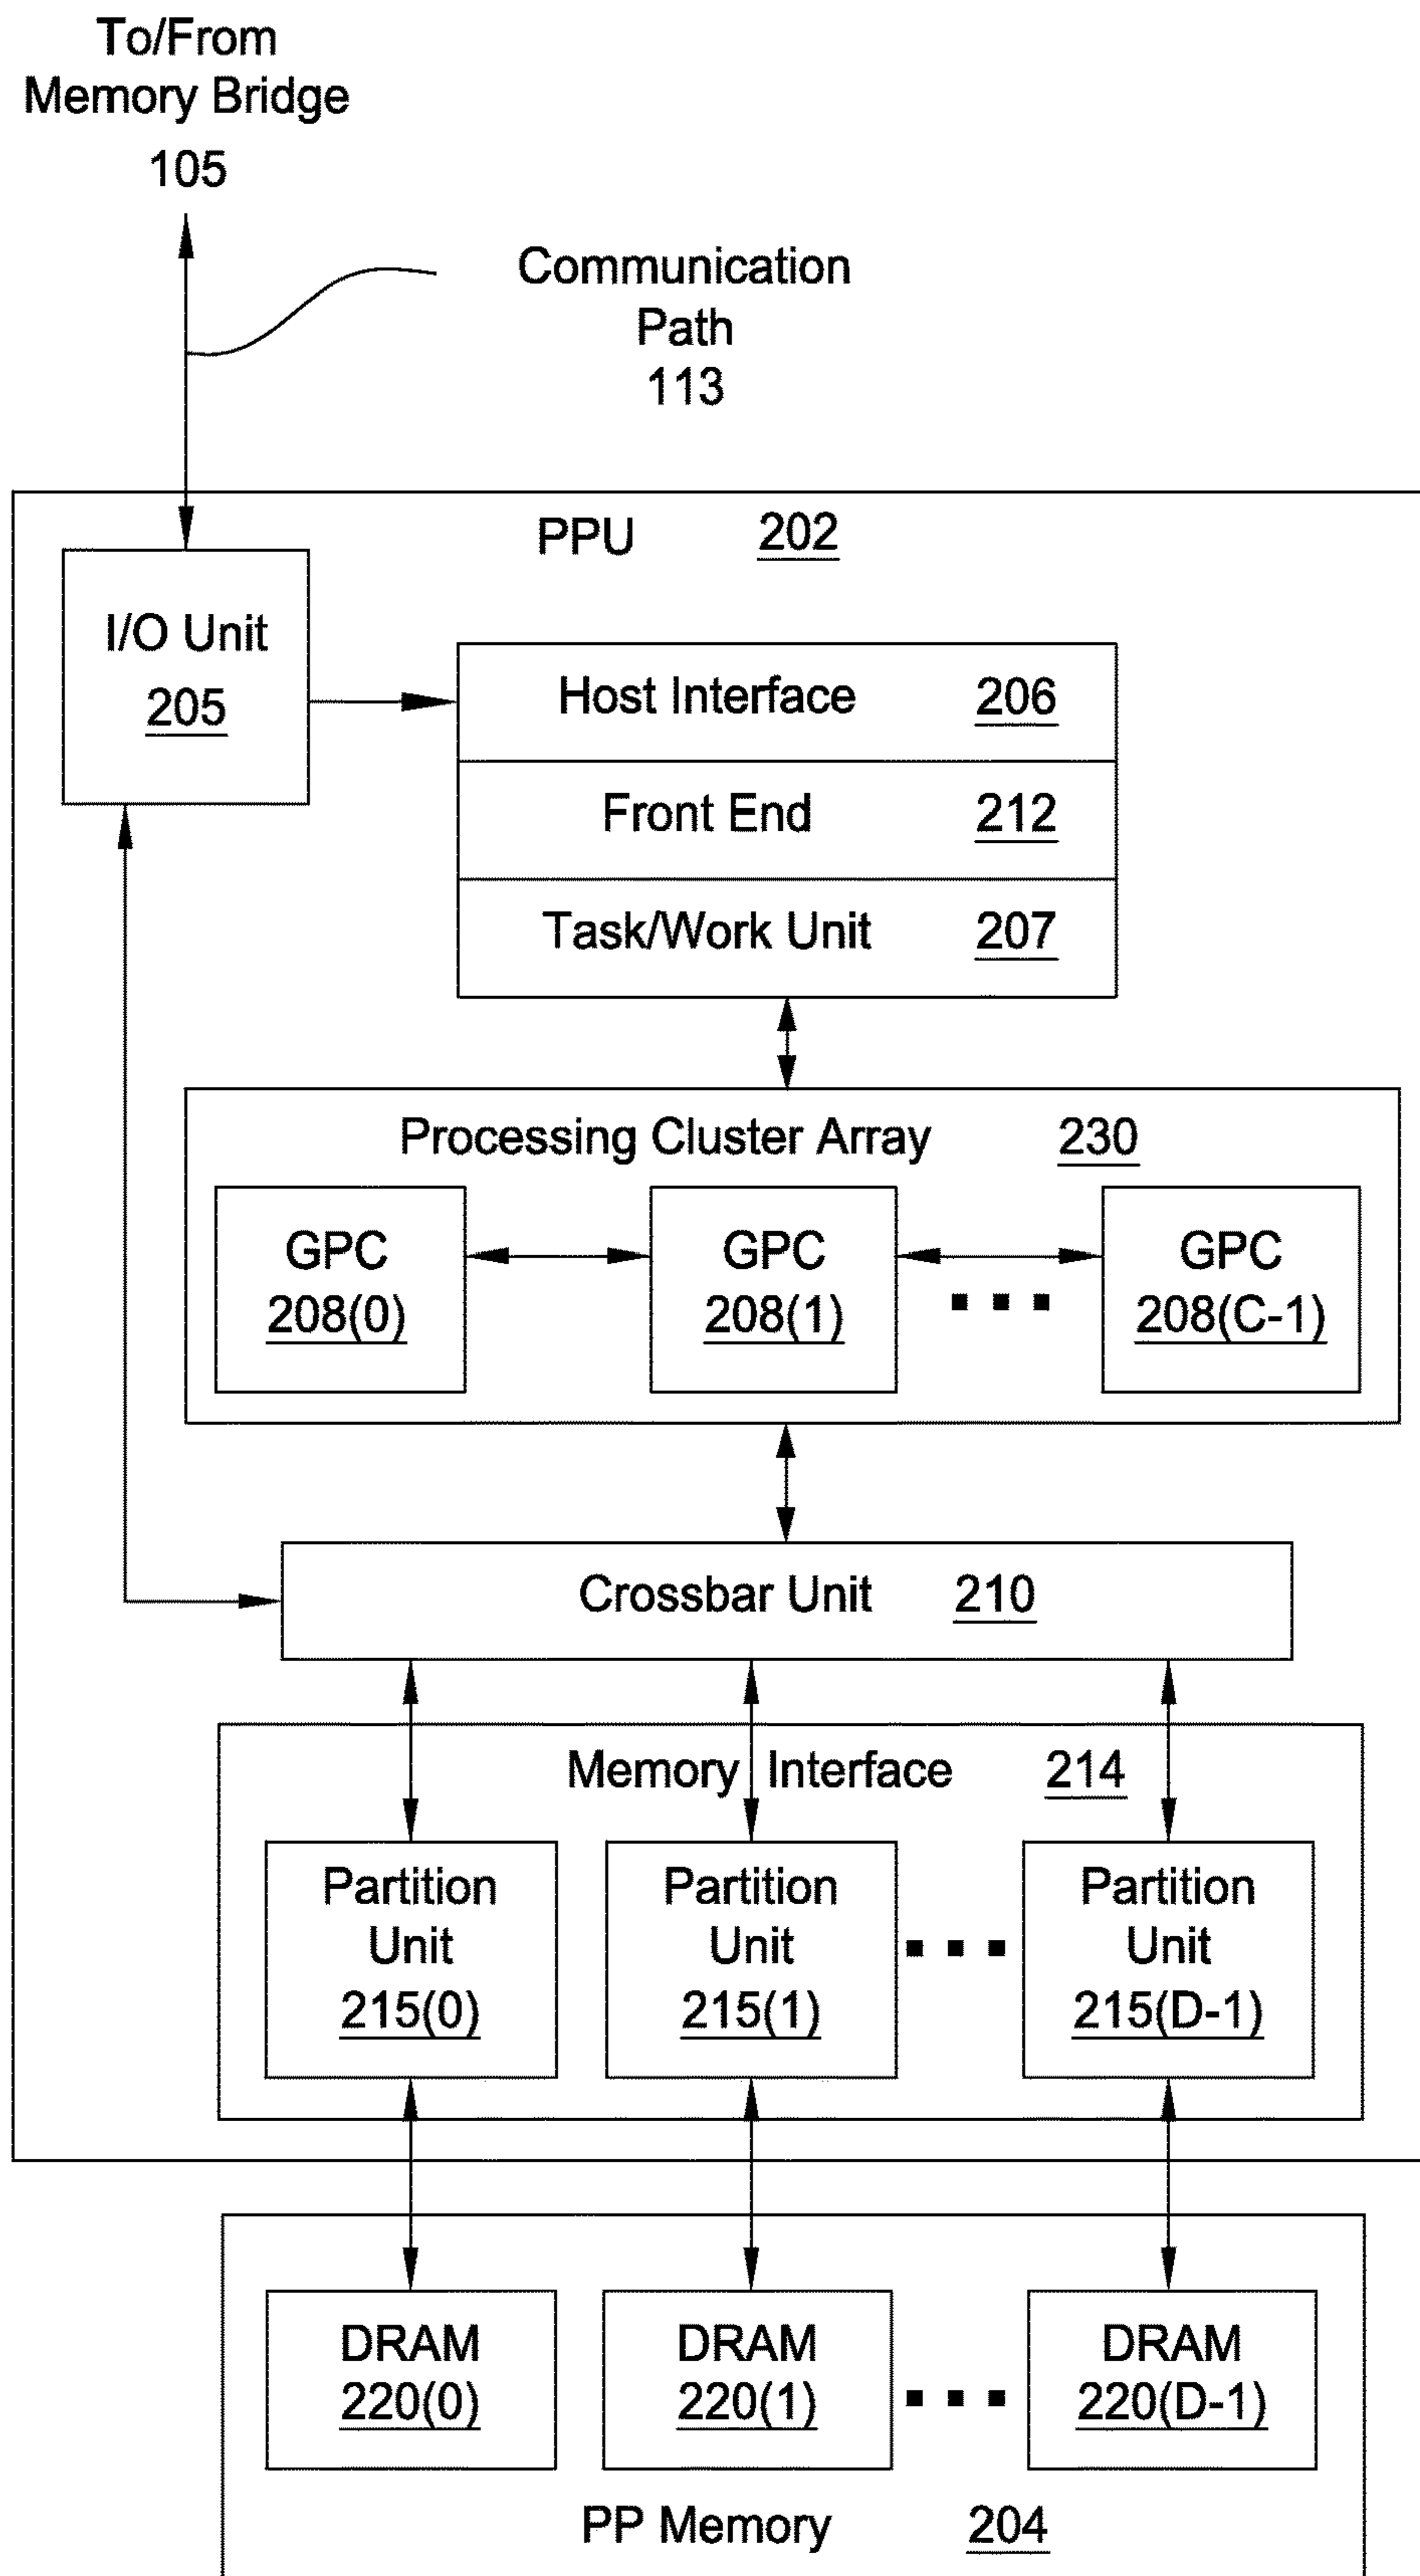 To/From
Memory Bridge
105
Communication
Path
113
PPU 202
I/O Unit
205
Host Interface 206
Front End 212
Task/Work Unit 207
Processing Cluster Array 230
GPC
208(0)
GPC
208(1)
GPC
208(C-1)
Crossbar Unit 210
Memory Interface 214
Partition
Unit
215(0)
Partition
Unit
215(1)
Partition
Unit
215(D-1)
DRAM
220(0)
DRAM
220(1)
DRAM
220(D-1)
PP Memory 204